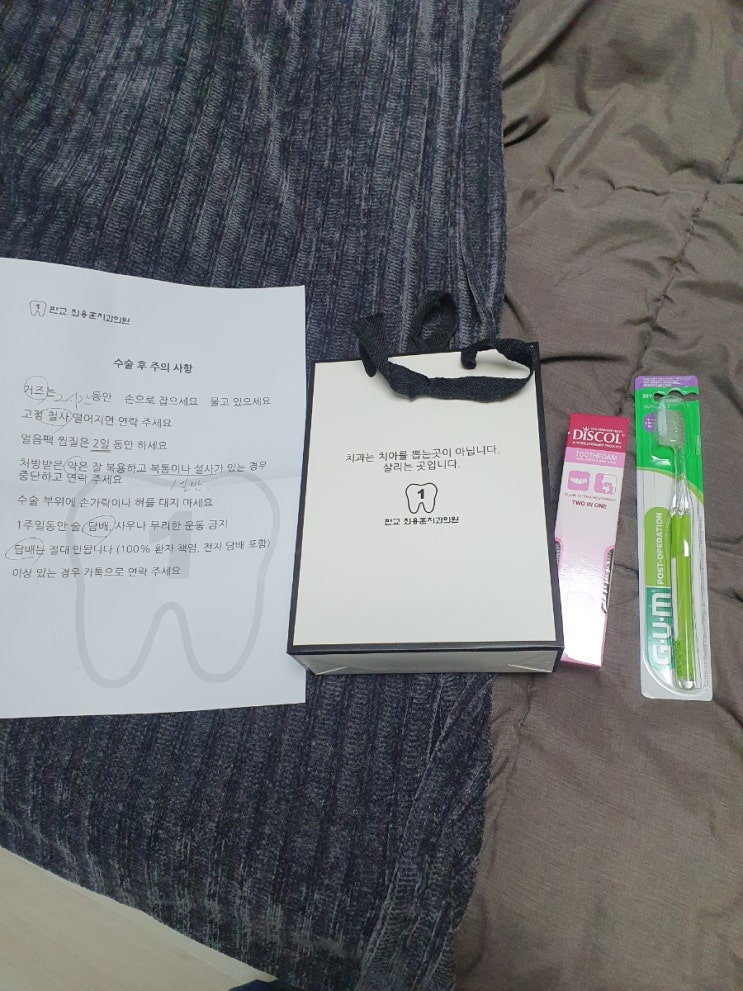 1
판교 최용훈치과의원
수술 후 주의 사항
거즈는 2시간 동안 손으로 잡으세요 물고 있으세요
고정 철사 떨어지면 연락 주세요
얼음팩 찜질은 2일 동안 하세요
처방받은 약은 잘 복용하고 복통이나 설사가 있는 경우
중단하고 연락 주세요
수술 부위에 손가락이나 혀를 대지 마세요
1주일동안 술, 담배, 사우나 무리한 운동 금지
담배는 절대 안됩니다 (100% 환자 책임, 전자 담배 포함)
이상 있는 경우 카톡으로 연락 주세요
1
치과는 치아를 뽑는곳이 아닙니다.
살리는 곳입니다.
1
판교 최용훈치과의원
DISCOL
TOOTHFOAM
TWO IN ONE
G·U·M
POST-OPERATION